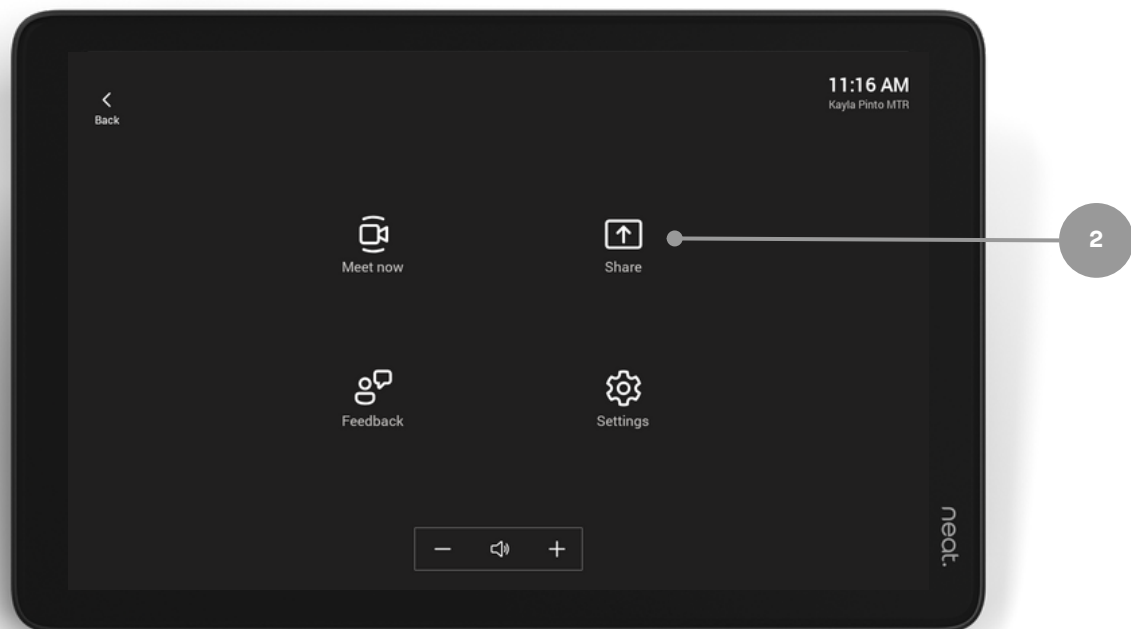 11:16 AM
Back
Kayla Pinto MTR
2
Meet now
Share
Feedback
Settings
neat.